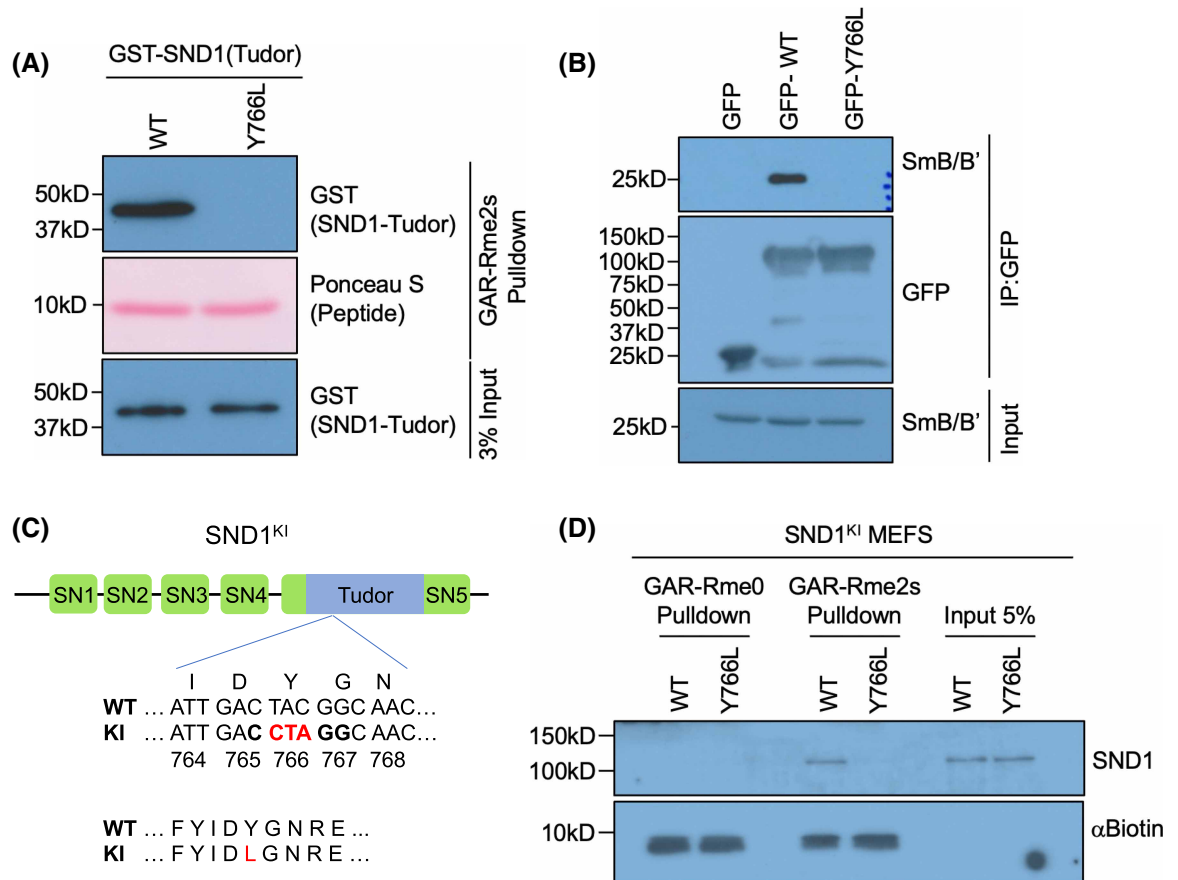 (A)
GST-SND1(Tudor)
WT
Y766L
50kD
37kD
GST
(SND1-Tudor)
10kD
Ponceau S
(Peptide)
GAR-Rme2s
Pulldown
50kD
37kD
GST
(SND1-Tudor)
3% Input
(B)
GFP
GFP- WT
GFP-Y766L
25kD
SmB/B’
150kD
100kD
75kD
50kD
37kD
25kD
GFP
IP:GFP
25kD
SmB/B’
Input
(C)
SND1ᴷᴵ
SN1 SN2 SN3 SN4 Tudor SN5
I D Y G N
WT ... ATT GAC TAC GGC AAC...
KI ... ATT GAC CTA GGC AAC...
764 765 766 767 768
WT ... F Y I D Y G N R E ...
KI ... F Y I D L G N R E ...
(D)
SND1ᴷᴵ MEFS
GAR-Rme0
Pulldown
GAR-Rme2s
Pulldown
Input 5%
WT
Y766L
WT
Y766L
WT
Y766L
150kD
100kD
SND1
10kD
αBiotin